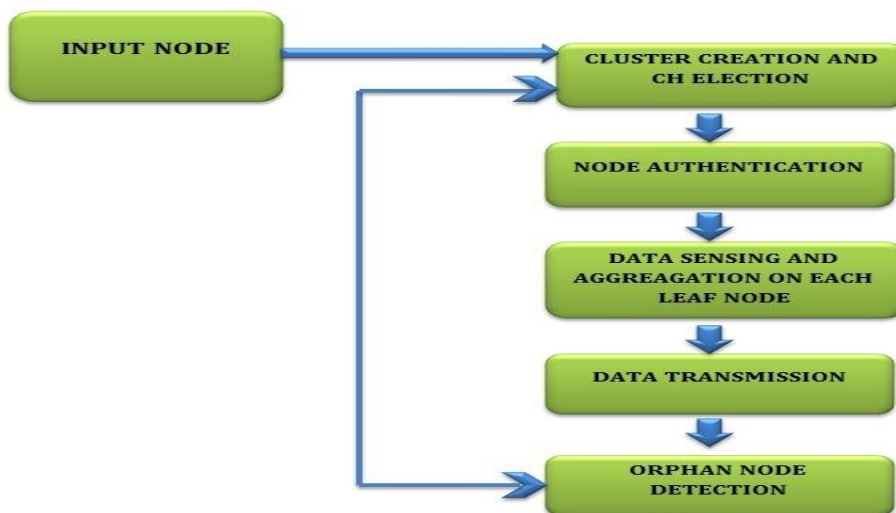 INPUT NODE
CLUSTER CREATION AND
CH ELECTION
NODE AUTHENTICATION
DATA SENSING AND
AGGREAGATION ON EACH
LEAF NODE
DATA TRANSMISSION
ORPHAN NODE
DETECTION